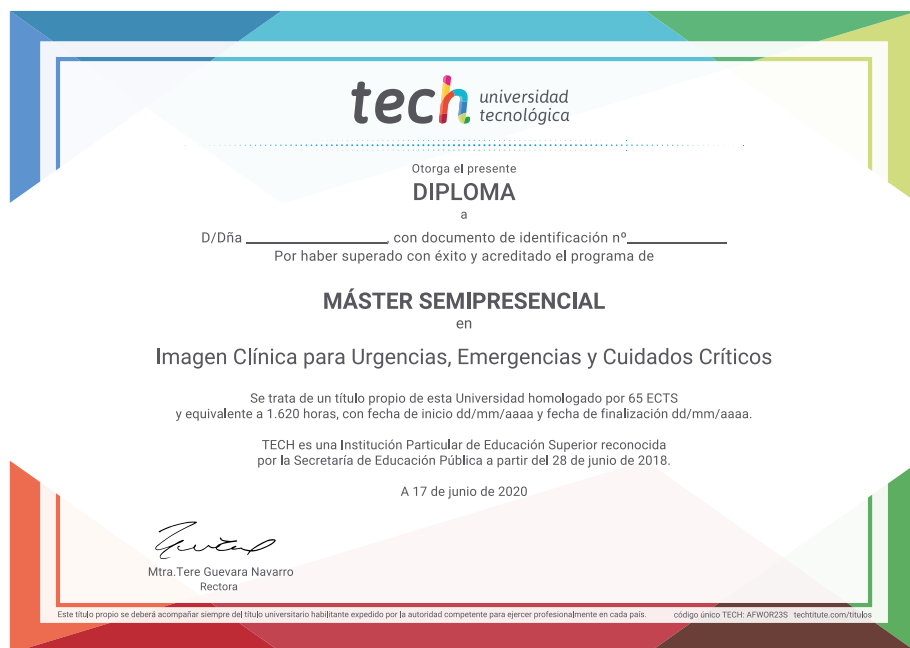 tech universidad
tecnológica
Otorga el presente
DIPLOMA
a
D/Dña ________________, con documento de identificación nº____________
Por haber superado con éxito y acreditado el programa de
MÁSTER SEMIPRESENCIAL
en
Imagen Clínica para Urgencias, Emergencias y Cuidados Críticos
Se trata de un título propio de esta Universidad homologado por 65 ECTS
y equivalente a 1.620 horas, con fecha de inicio dd/mm/aaaa y fecha de finalización dd/mm/aaaa.
TECH es una Institución Particular de Educación Superior reconocida
por la Secretaría de Educación Pública a partir del 28 de junio de 2018.
A 17 de junio de 2020
Mtra.Tere Guevara Navarro
Rectora
Este título propio se deberá acompañar siempre del título universitario habilitante expedido por la autoridad competente para ejercer profesionalmente en cada país. código único TECH: AFWOR23S techtitute.com/titulos